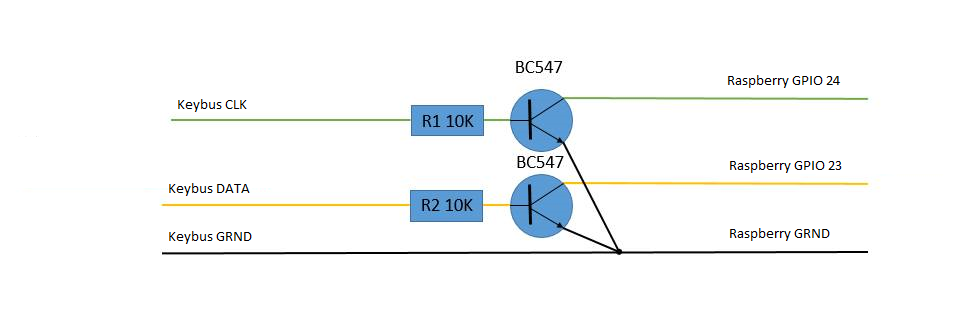 BC547
Raspberry GPIO 24
Keybus CLK
R1 10K
BC547
Raspberry GPIO 23
Keybus DATA
R2 10K
Keybus GRND
Raspberry GRND